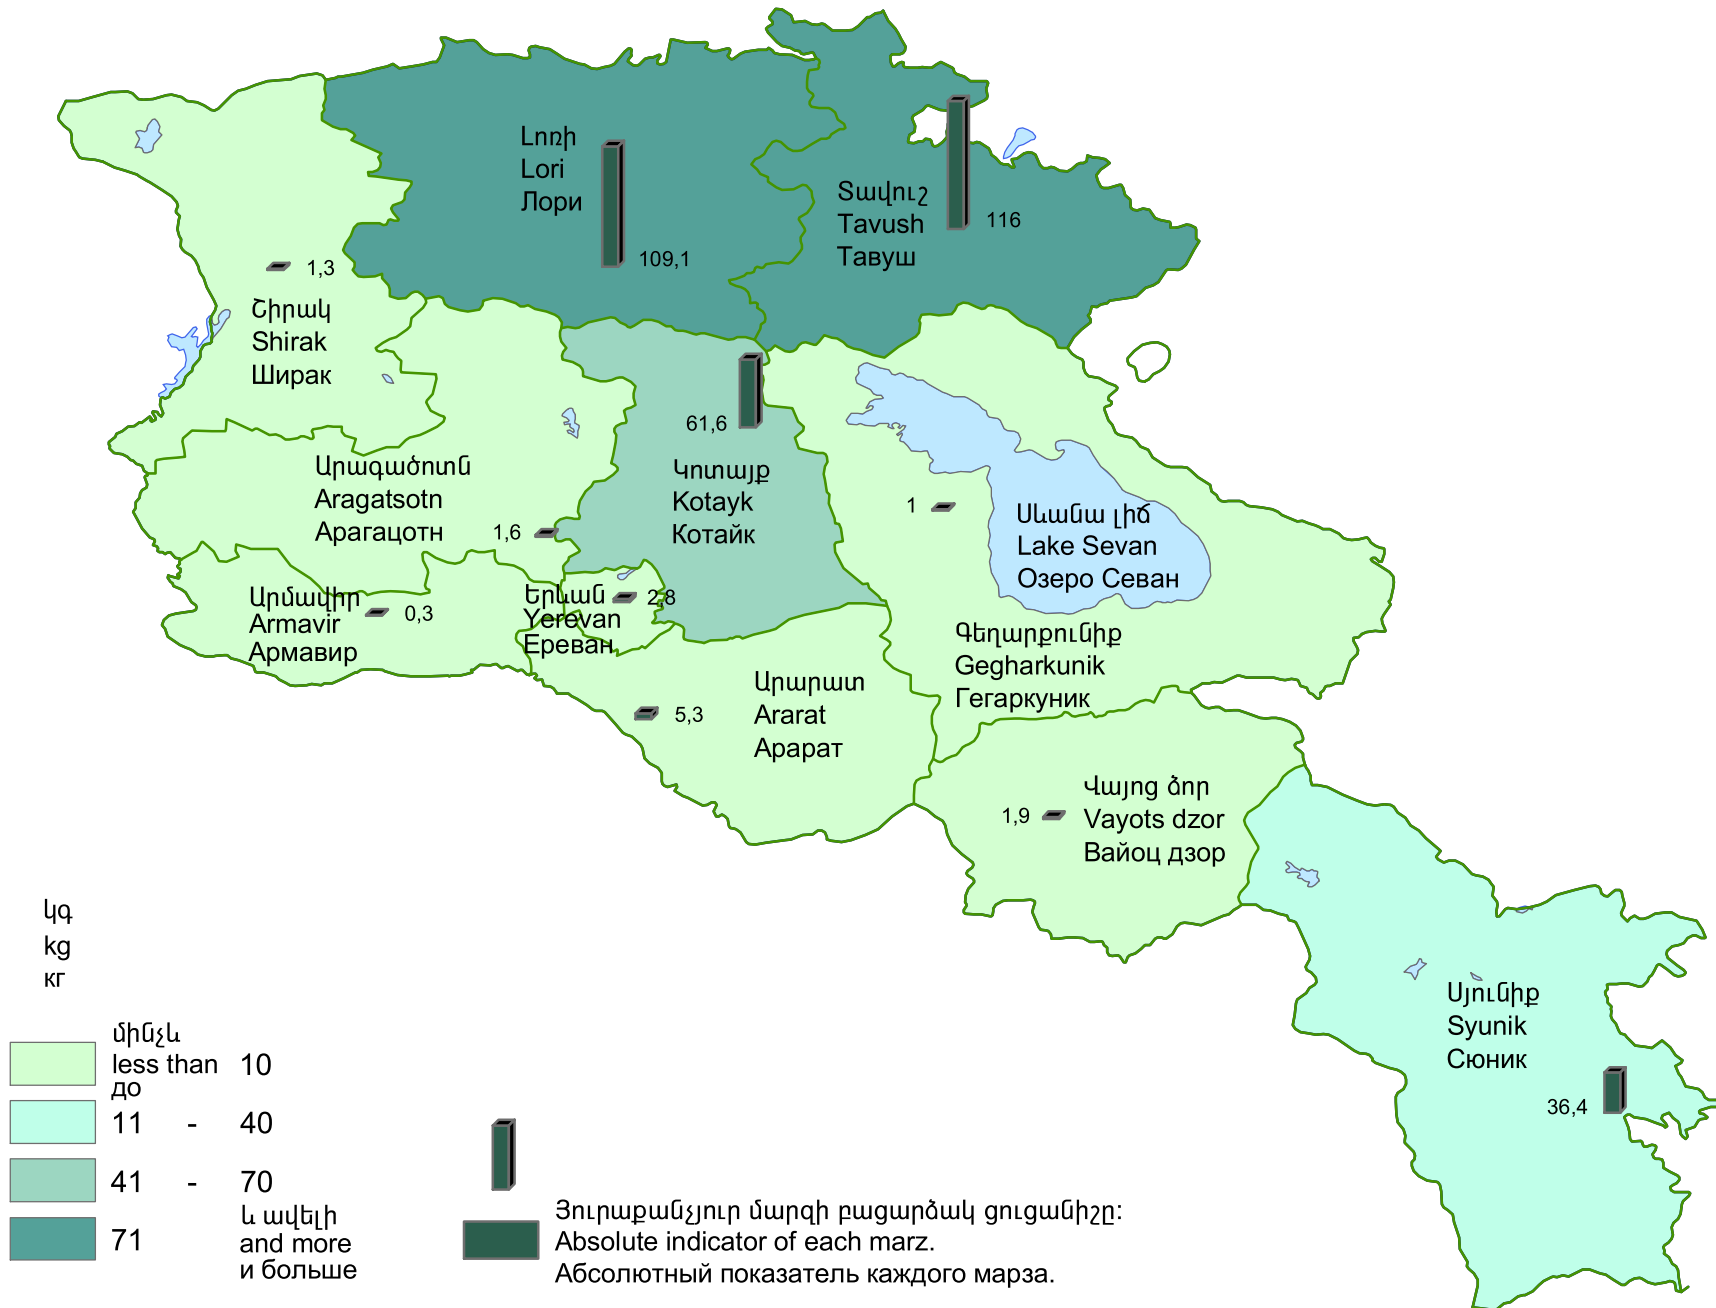 Լոռի
Lori
Лори
109,1
Տավուշ
Tavush
Тавуш
116
1,3
Շիրակ
Shirak
Ширак
61,6
Կոտայք
Kotayk
Котайк
Արագածոտն
Aragatsotn
Арагацотн
1,6
1
Սևանա լիճ
Lake Sevan
Озеро Севан
Արմավիր
Armavir
Армавир
0,3
Երևան
Yerevan
Ереван
2,8
Գեղարքունիք
Gegharkunik
Гегаркуник
Արարատ
Ararat
Арарат
5,3
1,9
Վայոց ձոր
Vayots dzor
Вайоц дзор
Սյունիք
Syunik
Сюник
36,4
կգ
kg
кг
մինչև
less than 10
до
11 - 40
41 - 70
71
և ավելի
and more
и больше
Յուրաքանչյուր մարզի բացարձակ ցուցանիշը:
Absolute indicator of each marz.
Абсолютный показатель каждого марза.